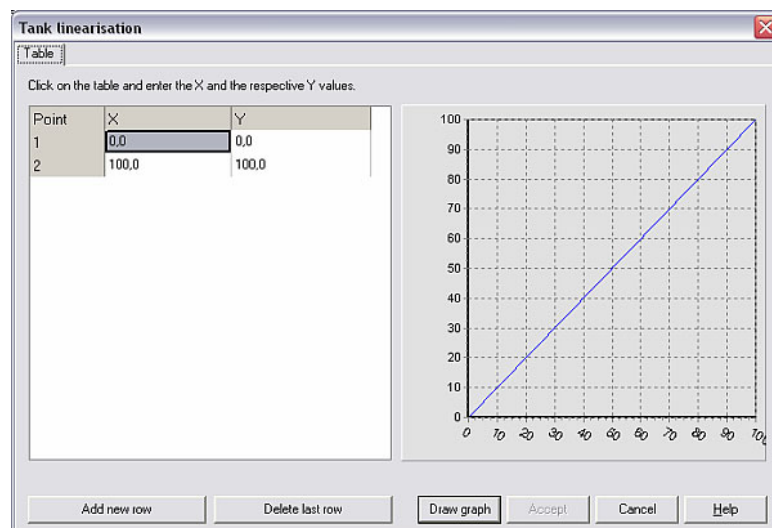 Tank linearisation
Table
Click on the table and enter the X and the respective Y values.
Point X Y
1 0,0 0,0
2 100,0 100,0
100
90
80
70
60
50
40
30
20
10
0
0 10 20 30 40 50 60 70 80 90 100
Add new row Delete last row Draw graph Accept Cancel Help